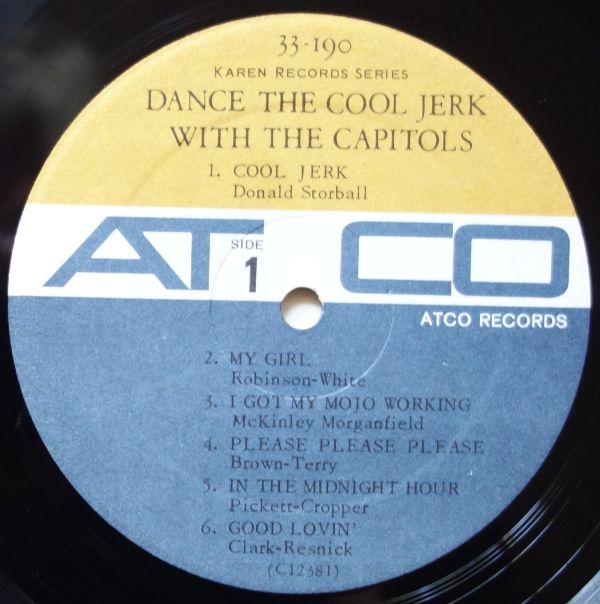 33-190
KAREN RECORDS SERIES
DANCE THE COOL JERK
WITH THE CAPITOLS
1. COOL JERK
Donald Storball
ATCO
SIDE
1
ATCO RECORDS
2. MY GIRL
Robinson-White
3. I GOT MY MOJO WORKING
McKinley Morganfield
4. PLEASE PLEASE PLEASE
Brown-Terry
5. IN THE MIDNIGHT HOUR
Pickett-Cropper
6. GOOD LOVIN'
Clark-Resnick
(C12381)